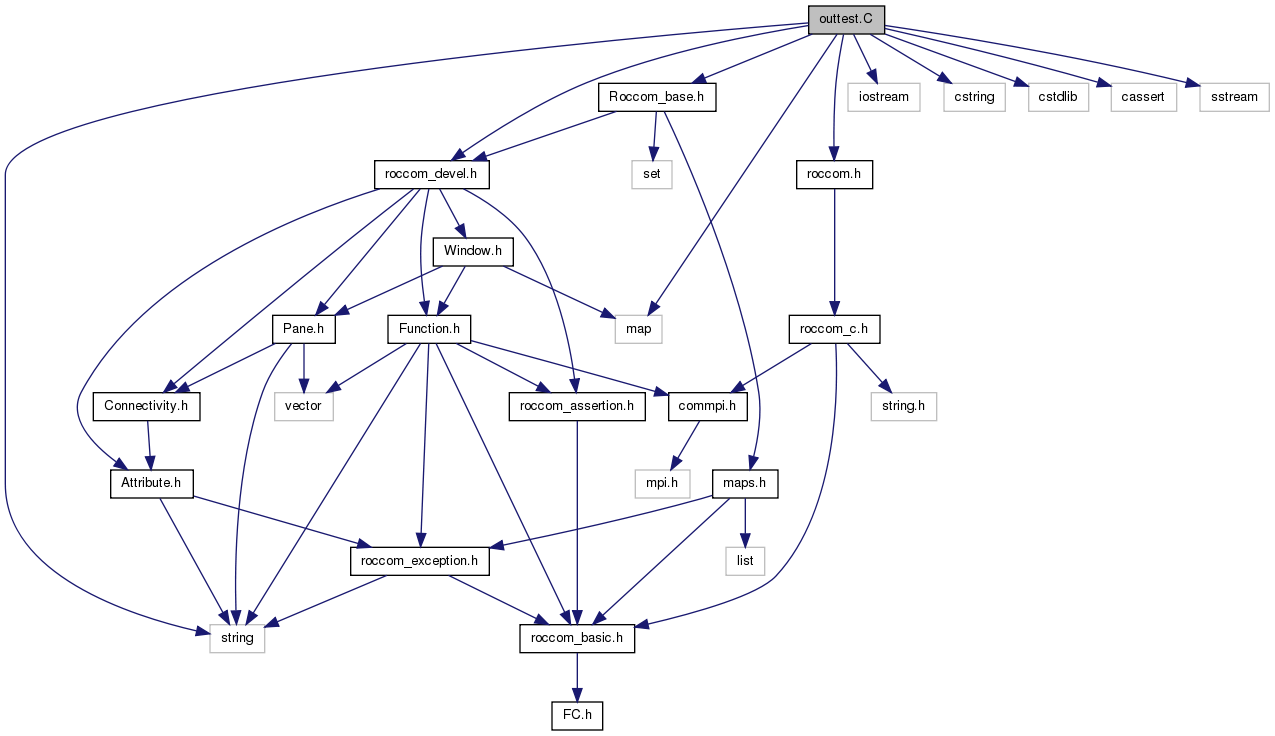 outtest.C
Roccom_base.h
iostream
cstring
cstdlib
cassert
sstream
roccom_devel.h
set
roccom.h
Window.h
Pane.h
Function.h
map
roccom_c.h
Connectivity.h
vector
roccom_assertion.h
commpi.h
string.h
Attribute.h
mpi.h
maps.h
roccom_exception.h
list
string
roccom_basic.h
FC.h